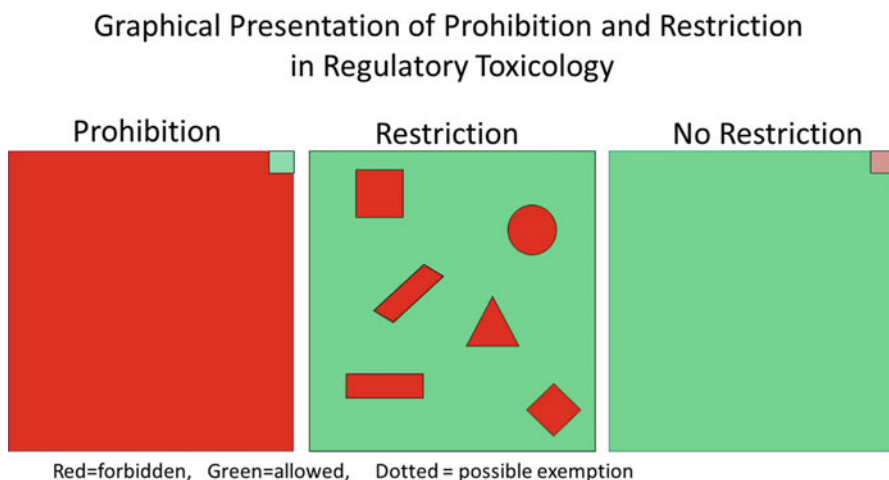 Graphical Presentation of Prohibition and Restriction
in Regulatory Toxicology
Prohibition
Restriction
No Restriction
Red=forbidden, Green=allowed, Dotted = possible exemption